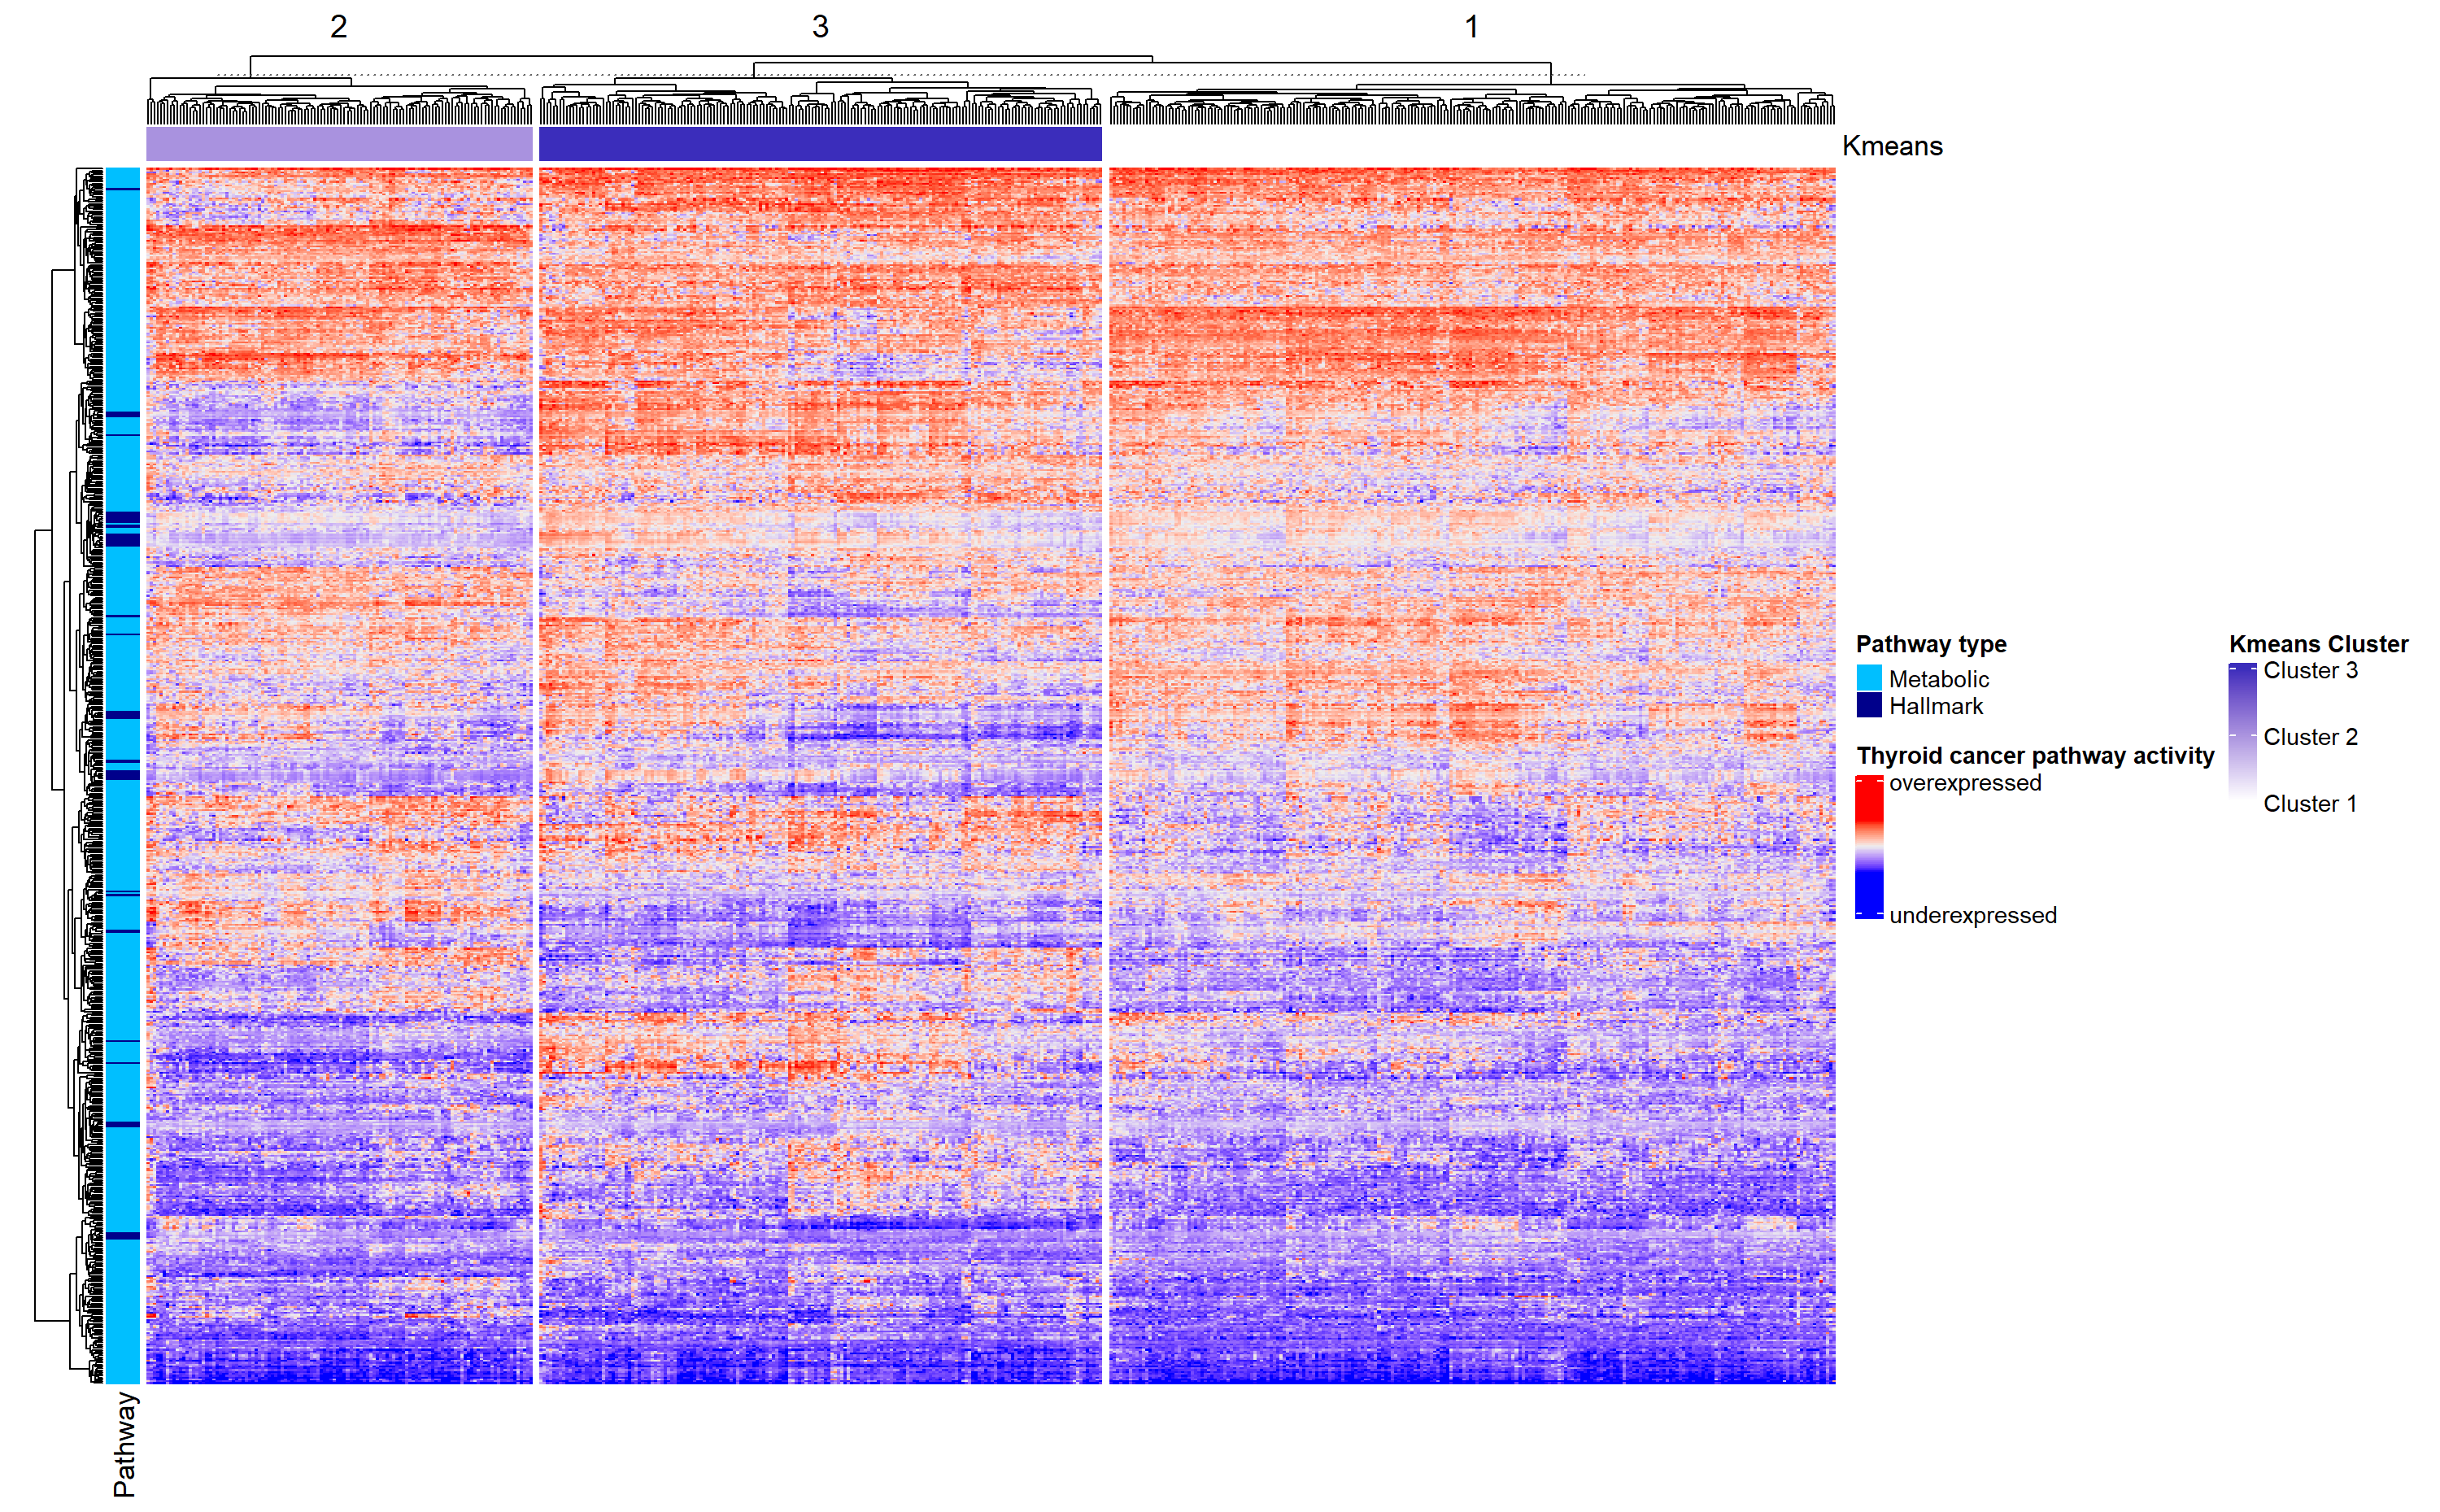 2
3
1
Kmeans
Pathway type
Metabolic
Hallmark
Thyroid cancer pathway activity
overexpressed
underexpressed
Kmeans Cluster
Cluster 3
Cluster 2
Cluster 1
Pathway